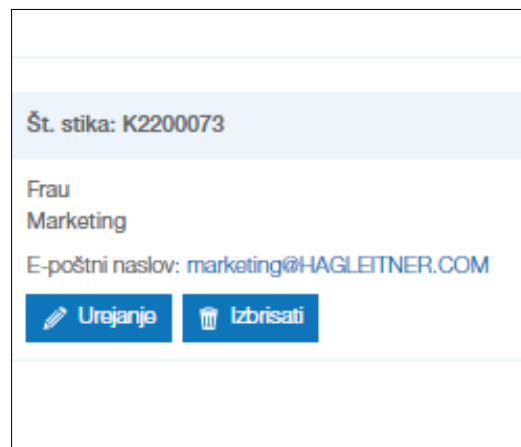 Št. stika: K2200073
Frau
Marketing
E-poštni naslov: marketing@HAGLEITNER.COM
Urejanje Izbrisati